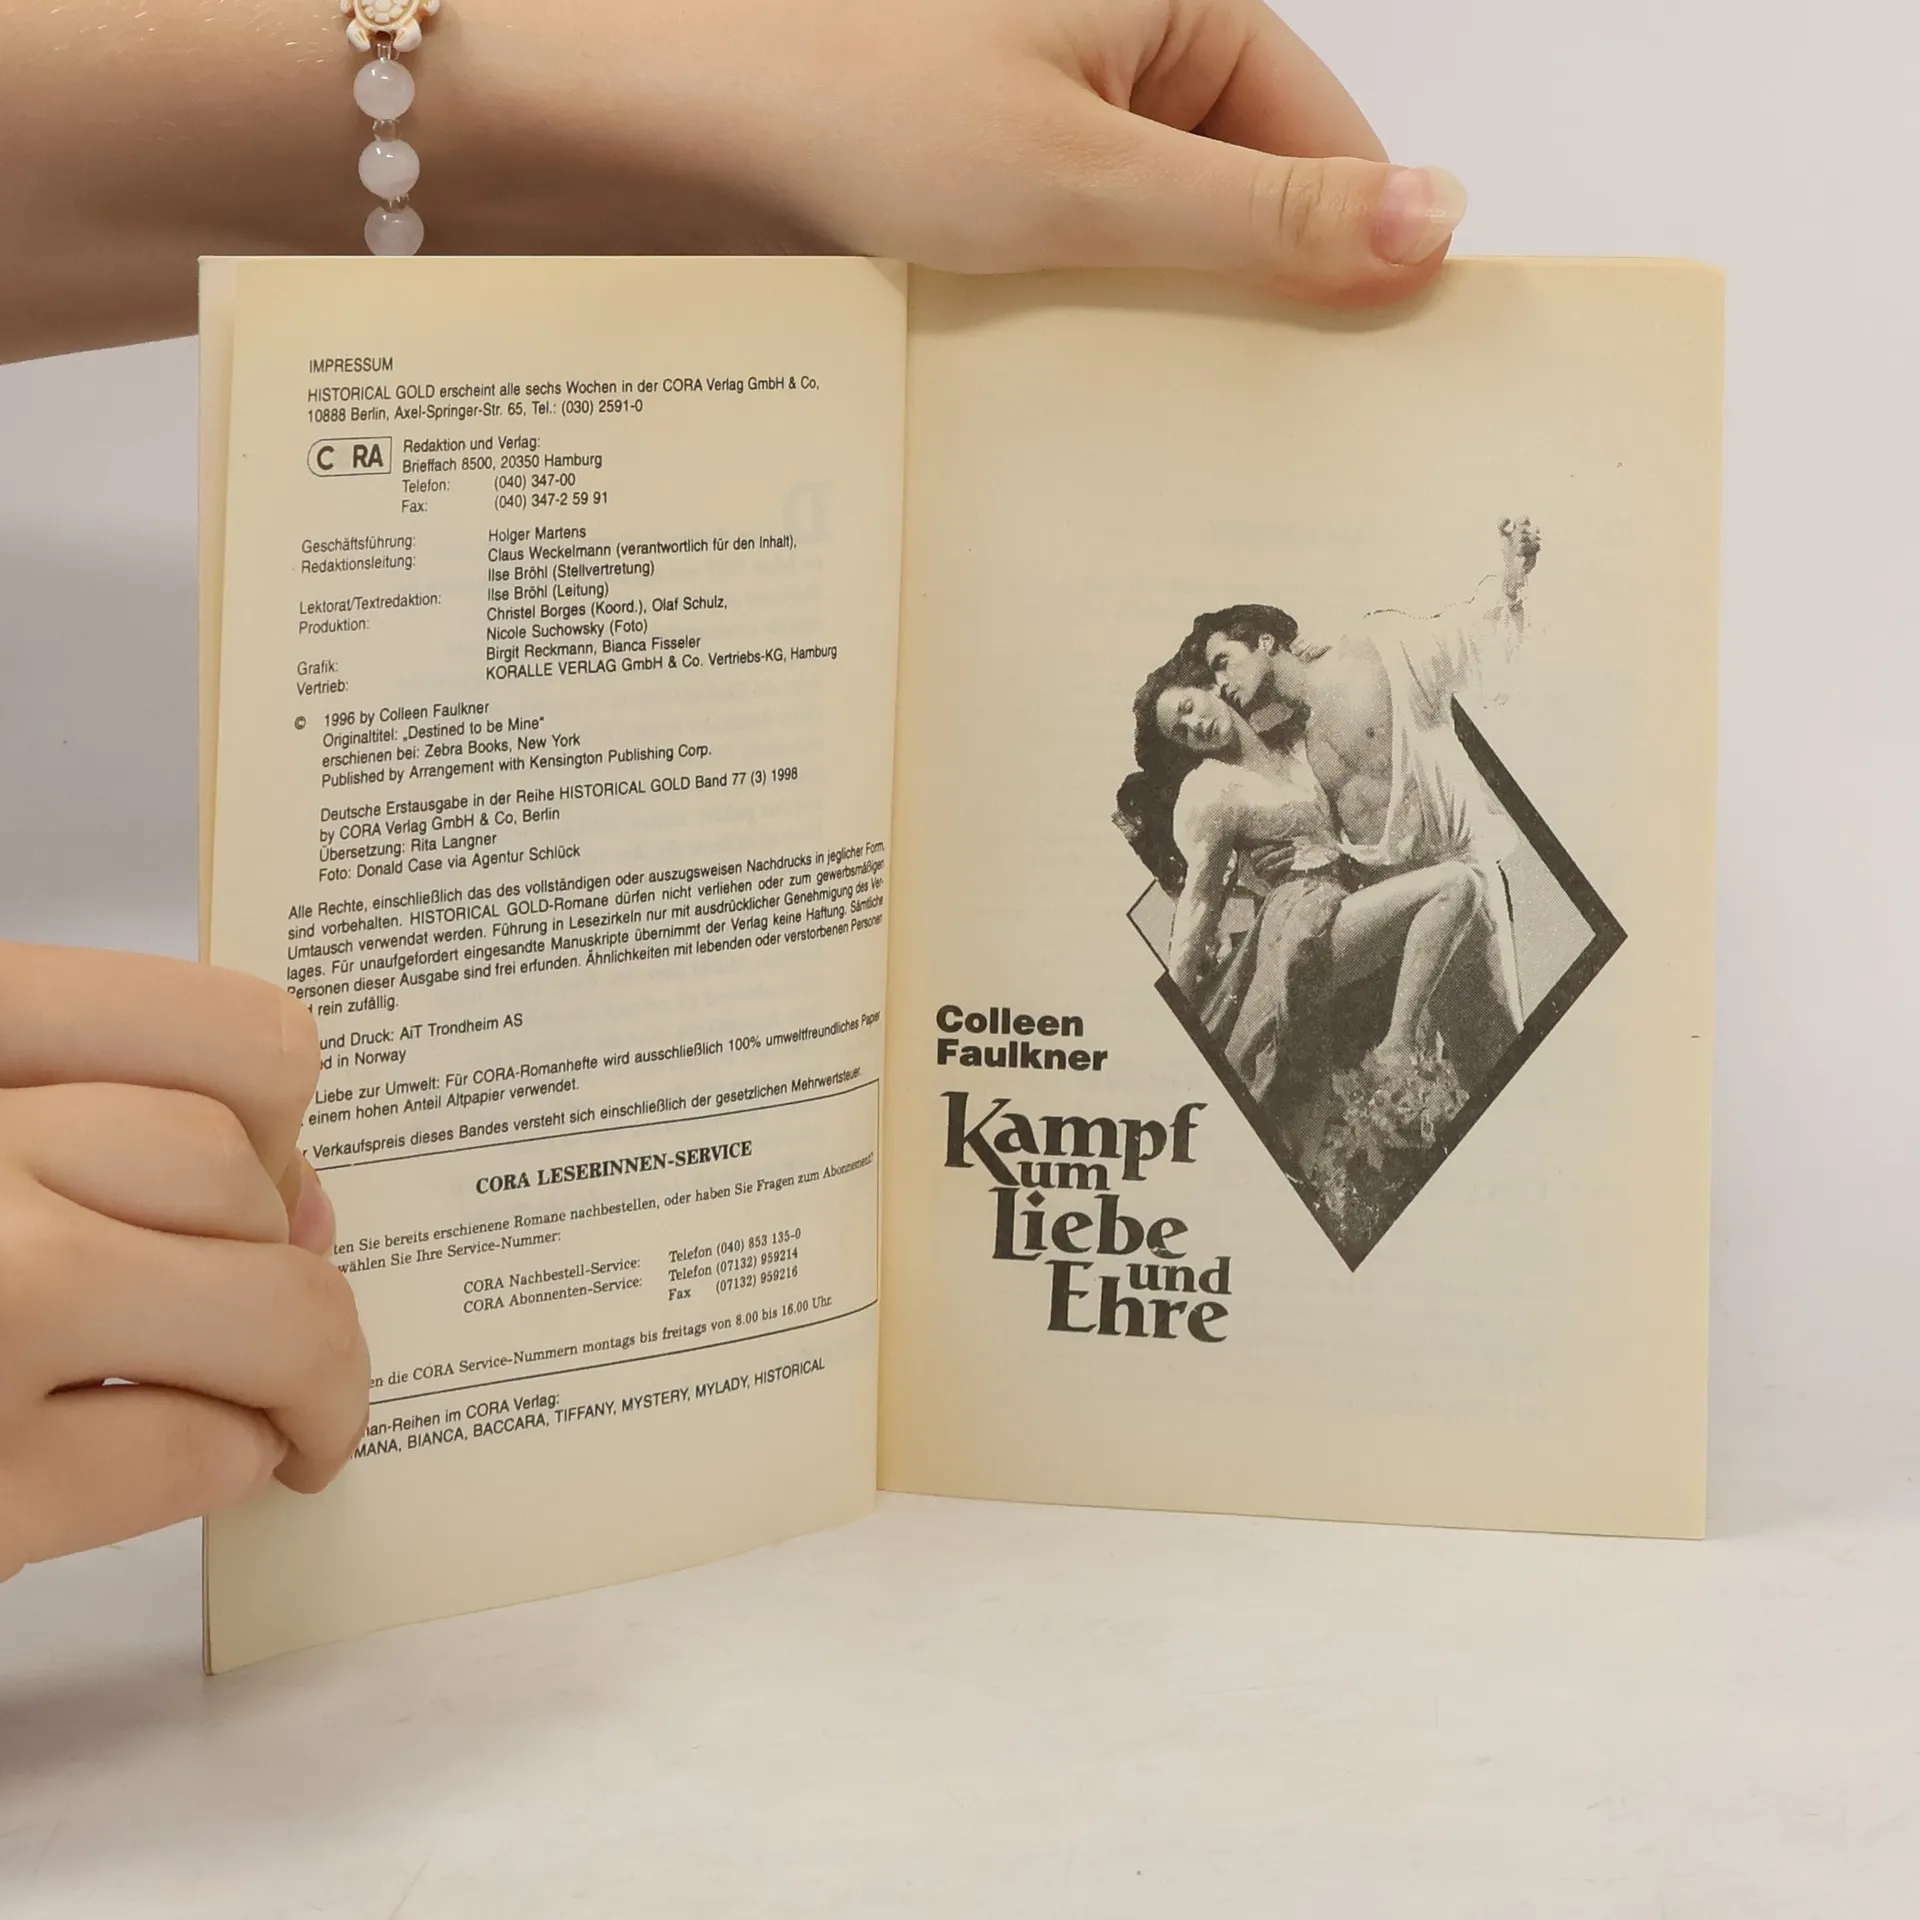 IMPRESSUM
HISTORICAL GOLD erscheint alle sechs Wochen in der CORA Verlag GmbH & Co,
10888 Berlin, Axel-Springer-Str. 65, Tel.: (030) 2591-0
C RA
Redaktion und Verlag:
Brieffach 8500, 20350 Hamburg
Telefon: (040) 347-00
Fax: (040) 347-2 59 91
Geschäftsführung: Holger Martens
Redaktionsleitung: Claus Weckelmann (verantwortlich für den Inhalt),
Ilse Bröhl (Stellvertretung)
Lektorat/Textredaktion: Ilse Bröhl (Leitung)
Produktion: Christel Borges (Koord.), Olaf Schulz,
Nicole Suchowsky (Foto)
Grafik: Birgit Reckmann, Bianca Fisseler
Vertrieb: KORALLE VERLAG GmbH & Co. Vertriebs-KG, Hamburg
© 1996 by Colleen Faulkner
Originaltitel: „Destined to be Mine“
erschienen bei: Zebra Books, New York
Published by Arrangement with Kensington Publishing Corp.
Deutsche Erstausgabe in der Reihe HISTORICAL GOLD Band 77 (3) 1998
by CORA Verlag GmbH & Co, Berlin
Übersetzung: Rita Langner
Foto: Donald Case via Agentur Schlück
Alle Rechte, einschließlich das des vollständigen oder auszugsweisen Nachdrucks in jeglicher Form,
sind vorbehalten. HISTORICAL GOLD-Romane dürfen nicht verliehen oder zum gewerbsmäßigen
Umtausch verwendet werden. Führung in Lesezirkeln nur mit ausdrücklicher Genehmigung des Ver-
lages. Für unaufgefordert eingesandte Manuskripte übernimmt der Verlag keine Haftung. Sämtliche
Personen dieser Ausgabe sind frei erfunden. Ähnlichkeiten mit lebenden oder verstorbenen Personen
rein zufällig.
und Druck: AiT Trondheim AS
in Norway
Liebe zur Umwelt: Für CORA-Romanhefte wird ausschließlich 100% umweltfreundliches Papier
einem hohen Anteil Altpapier verwendet.
Verkaufspreis dieses Bandes versteht sich einschließlich der gesetzlichen Mehrwertsteuer.
CORA LESERINNEN-SERVICE
Sie bereits erschienene Romane nachbestellen, oder haben Sie Fragen zum Abonnement?
wählen Sie Ihre Service-Nummer:
CORA Nachbestell-Service: Telefon (040) 853 135-0
CORA Abonnenten-Service: Telefon (07132) 959214
Fax (07132) 959216
die CORA Service-Nummern montags bis freitags von 8.00 bis 16.00 Uhr.
im CORA Verlag:
BIANCA, BACCARA, TIFFANY, MYSTERY, MYLADY, HISTORICAL
Colleen
Faulkner
Kampf
um
Liebe
und
Ehre